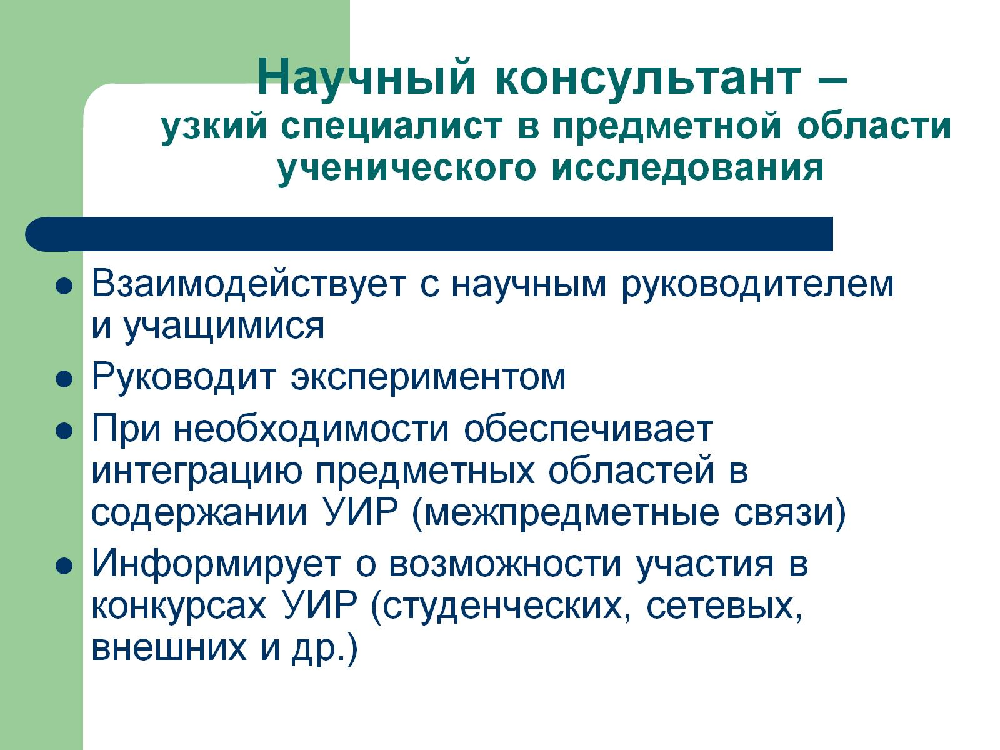 Научный консультант –
узкий специалист в предметной области
ученического исследования
Взаимодействует с научным руководителем
и учащимися
Руководит экспериментом
При необходимости обеспечивает
интеграцию предметных областей в
содержании УИР (межпредметные связи)
Информирует о возможности участия в
конкурсах УИР (студенческих, сетевых,
внешних и др.)